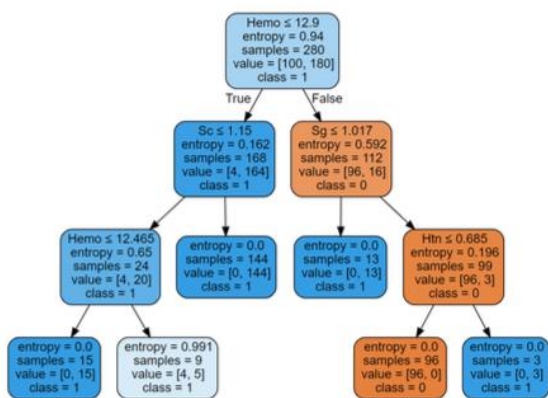 Hemo ≤ 12.9
entropy = 0.94
samples = 280
value = [100, 180]
class = 1
True
False
Sc ≤ 1.15
entropy = 0.162
samples = 168
value = [4, 164]
class = 1
Sg ≤ 1.017
entropy = 0.592
samples = 112
value = [96, 16]
class = 0
Hemo ≤ 12.465
entropy = 0.65
samples = 24
value = [4, 20]
class = 1
entropy = 0.0
samples = 144
value = [0, 144]
class = 1
entropy = 0.0
samples = 13
value = [0, 13]
class = 1
Htn ≤ 0.685
entropy = 0.196
samples = 99
value = [96, 3]
class = 0
entropy = 0.0
samples = 15
value = [0, 15]
class = 1
entropy = 0.991
samples = 9
value = [4, 5]
class = 1
entropy = 0.0
samples = 96
value = [96, 0]
class = 0
entropy = 0.0
samples = 3
value = [0, 3]
class = 1